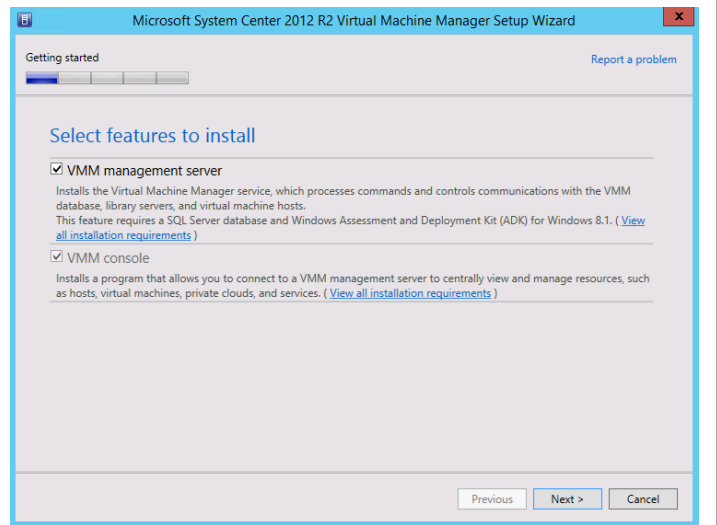 Microsoft System Center 2012 R2 Virtual Machine Manager Setup Wizard
x
Getting started
Report a problem
Select features to install
VMM management server
Installs the Virtual Machine Manager service, which processes commands and controls communications with the VMM
database, library servers, and virtual machine hosts.
This feature requires a SQL Server database and Windows Assessment and Deployment Kit (ADK) for Windows 8.1. ( View
all installation requirements )
VMM console
Installs a program that allows you to connect to a VMM management server to centrally view and manage resources, such
as hosts, virtual machines, private clouds, and services. ( View all installation requirements )
Previous
Next >
Cancel